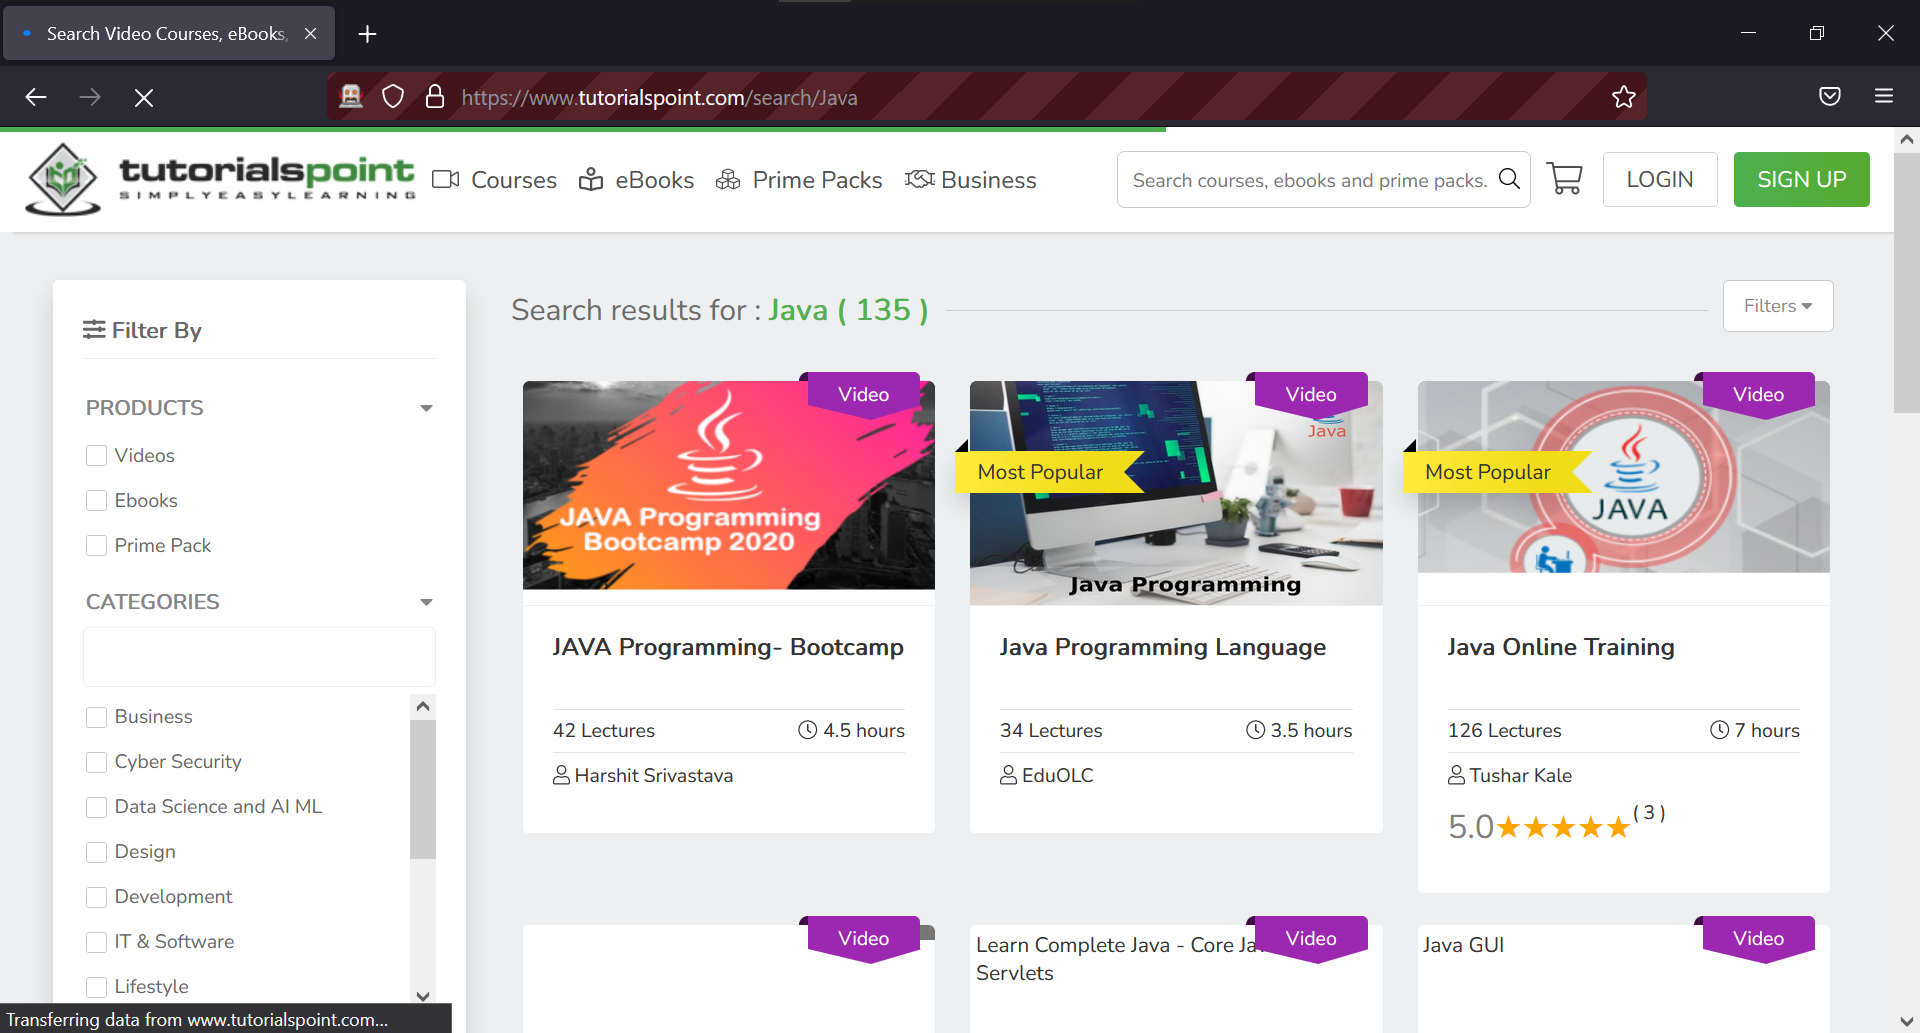 Search Video Courses, eBooks,
https://www.tutorialspoint.com/search/Java
tutorialspoint
SIMPLYEASYLEARNING
Courses
eBooks
Prime Packs
Business
Search courses, ebooks and prime packs.
LOGIN
SIGN UP
Filter By
PRODUCTS
Videos
Ebooks
Prime Pack
CATEGORIES
Business
Cyber Security
Data Science and AI ML
Design
Development
IT & Software
Lifestyle
Search results for : Java ( 135 )
Filters
Video
JAVA Programming
Bootcamp 2020
JAVA Programming- Bootcamp
42 Lectures
4.5 hours
Harshit Srivastava
Video
Java
Most Popular
Java Programming
Java Programming Language
34 Lectures
3.5 hours
EduOLC
Video
Most Popular
JAVA
Java Online Training
126 Lectures
7 hours
Tushar Kale
5.0 ( 3 )
Video
Learn Complete Java - Core
Servlets
Video
Java GUI
Video
Transferring data from www.tutorialspoint.com...